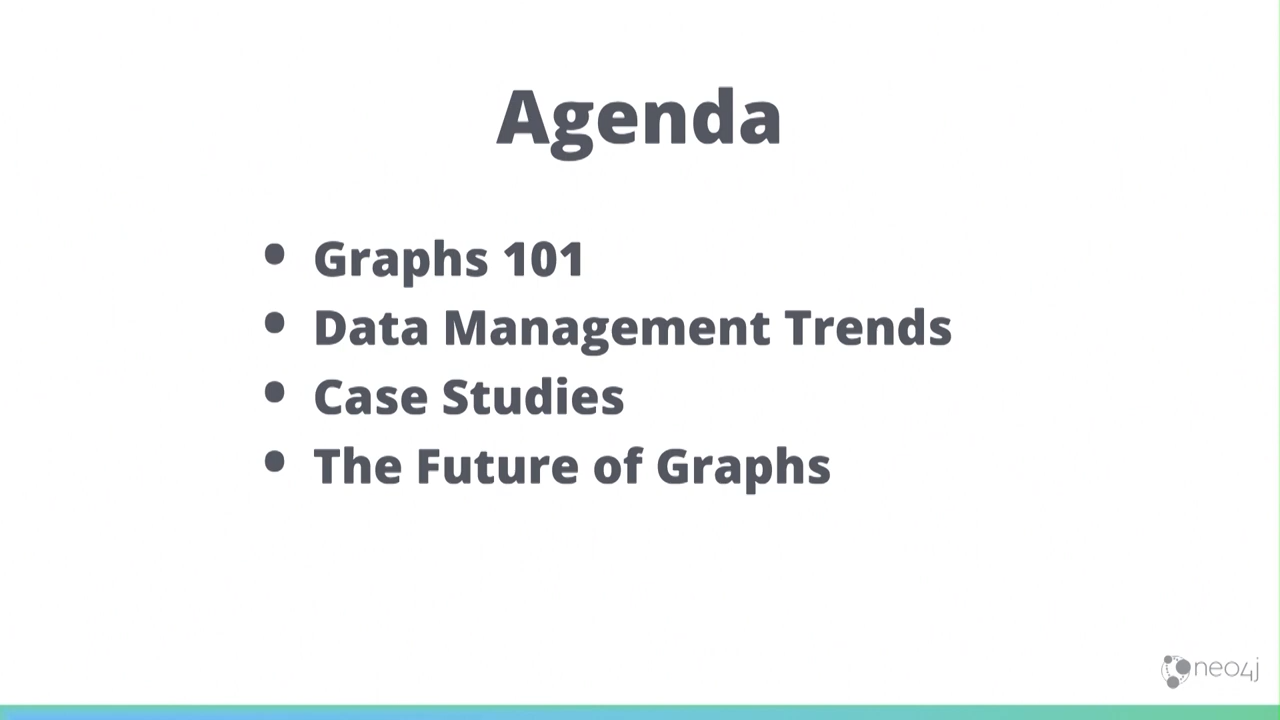 Agenda
• Graphs 101
• Data Management Trends
• Case Studies
• The Future of Graphs
neo4j